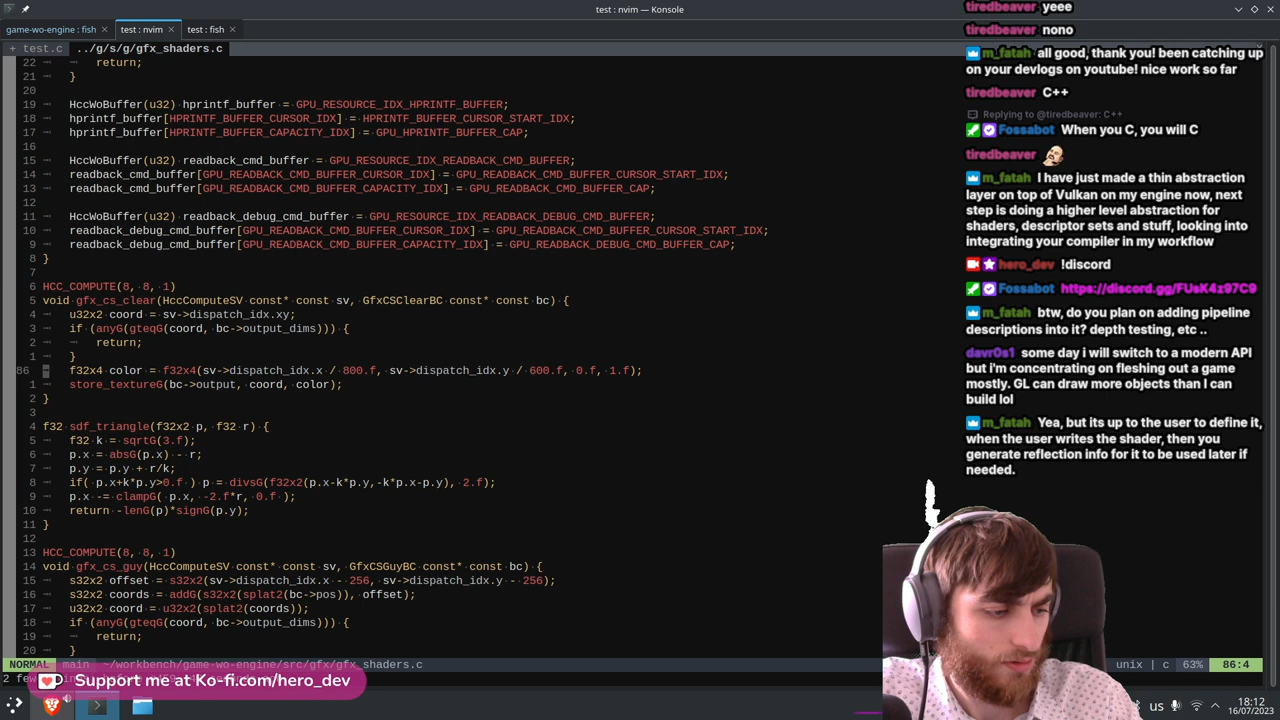 test : nvim — Konsole
game-wo-engine : fish
test : nvim
test : fish
+ test.c
../g/s/g/gfx_shaders.c
22 return;
21 }
20
19 HccWoBuffer(u32) hprintf_buffer = GPU_RESOURCE_IDX_HPRINTF_BUFFER;
18 hprintf_buffer[HPRINTF_BUFFER_CURSOR_IDX] = HPRINTF_BUFFER_CURSOR_START_IDX;
17 hprintf_buffer[HPRINTF_BUFFER_CAPACITY_IDX] = GPU_HPRINTF_BUFFER_CAP;
16
15 HccWoBuffer(u32) readback_cmd_buffer = GPU_RESOURCE_IDX_READBACK_CMD_BUFFER;
14 readback_cmd_buffer[GPU_READBACK_CMD_BUFFER_CURSOR_IDX] = GPU_READBACK_CMD_BUFFER_CURSOR_START_IDX;
13 readback_cmd_buffer[GPU_READBACK_CMD_BUFFER_CAPACITY_IDX] = GPU_READBACK_CMD_BUFFER_CAP;
12
11 HccWoBuffer(u32) readback_debug_cmd_buffer = GPU_RESOURCE_IDX_READBACK_DEBUG_CMD_BUFFER;
10 readback_debug_cmd_buffer[GPU_READBACK_CMD_BUFFER_CURSOR_IDX] = GPU_READBACK_CMD_BUFFER_CURSOR_START_IDX;
9 readback_debug_cmd_buffer[GPU_READBACK_CMD_BUFFER_CAPACITY_IDX] = GPU_READBACK_DEBUG_CMD_BUFFER_CAP;
8 }
7
6 HCC_COMPUTE(8, 8, 1)
5 void gfx_cs_clear(HccComputeSV const* const sv, GfxCSClearBC const* const bc) {
4 u32x2 coord = sv->dispatch_idx.xy;
3 if (anyG(gteqG(coord, bc->output_dims))) {
2 return;
1 }
86 f32x4 color = f32x4(sv->dispatch_idx.x / 800.f, sv->dispatch_idx.y / 600.f, 0.f, 1.f);
1 store_textureG(bc->output, coord, color);
2 }
3
4 f32 sdf_triangle(f32x2 p, f32 r) {
5 f32 k = sqrtG(3.f);
6 p.x = absG(p.x) - r;
7 p.y = p.y + r/k;
8 if( p.x+k*p.y>0.f ) p = divsG(f32x2(p.x-k*p.y,-k*p.x-p.y), 2.f);
9 p.x -= clampG( p.x, -2.f*r, 0.f );
10 return -lenG(p)*signG(p.y);
11 }
12
13 HCC_COMPUTE(8, 8, 1)
14 void gfx_cs_guy(HccComputeSV const* const sv, GfxCSGuyBC const* const bc) {
15 s32x2 offset = s32x2(sv->dispatch_idx.x - 256, sv->dispatch_idx.y - 256);
16 s32x2 coords = addG(s32x2(splat2(bc->pos)), offset);
17 u32x2 coord = u32x2(splat2(coords));
18 if (anyG(gteqG(coord, bc->output_dims))) {
19 return;
20 }
NORMAL main ~/workbench/game-wo-engine/src/gfx/gfx_shaders.c
unix | c 63% 86:4
2 few
Support me at Ko-fi.com/hero_dev
US
18:12
16/07/2023
tiredbeaver yeee
tiredbeaver nono
m_fatah all good, thank you! been catching up
on your devlogs on youtube! nice work so far
tiredbeaver C++
Replying to @tiredbeaver: C++
Fossabot When you C, you will C
tiredbeaver
m_fatah I have just made a thin abstraction
layer on top of Vulkan on my engine now, next
step is doing a higher level abstraction for
shaders, descriptor sets and stuff, looking into
integrating your compiler in my workflow
hero_dev !discord
Fossabot https://discord.gg/FUsK4z97C9
m_fatah btw, do you plan on adding pipeline
descriptions into it? depth testing, etc ..
davr0s1 some day i will switch to a modern API
but i'm concentrating on fleshing out a game
mostly. GL can draw more objects than I can
build lol
m_fatah Yea, but its up to the user to define it,
when the user writes the shader, then you
generate reflection info for it to be used later if
needed.